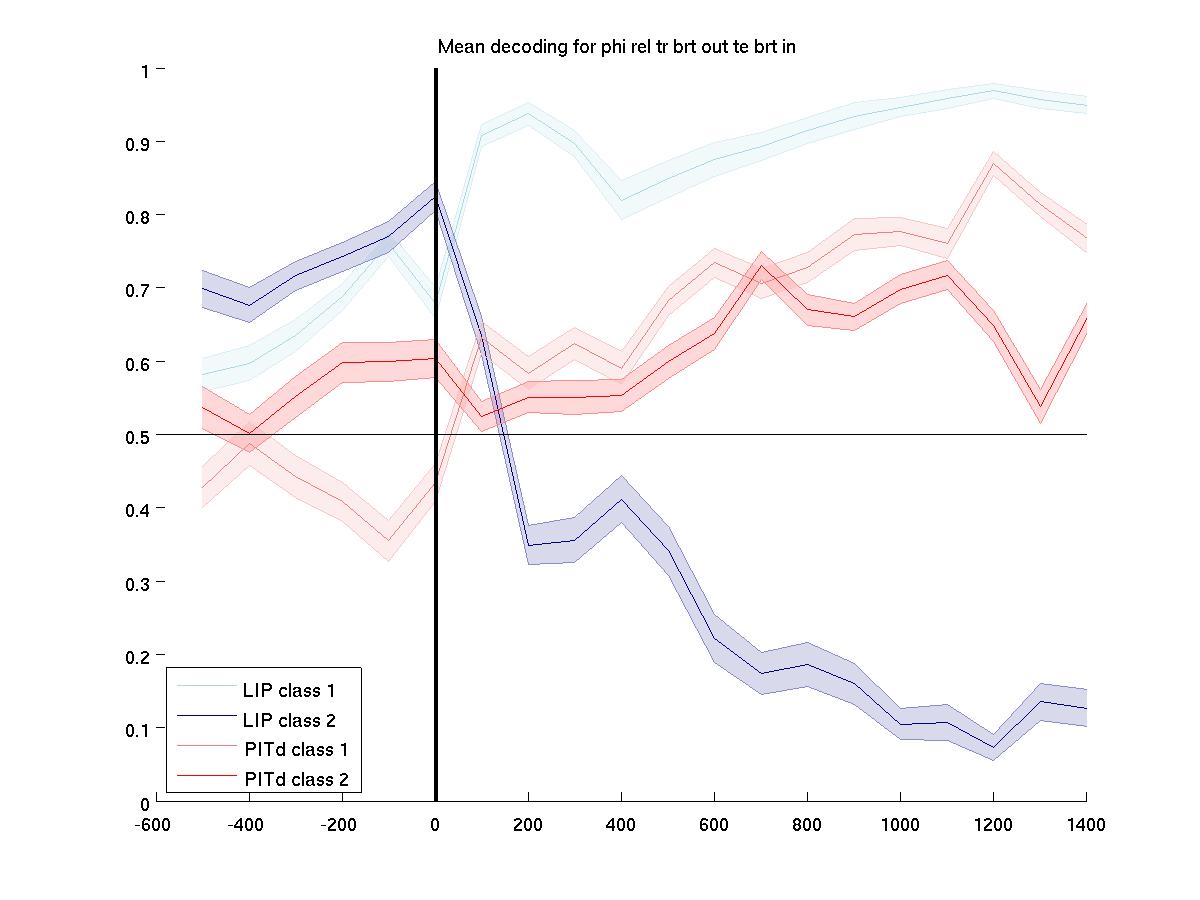 Mean decoding for phi rel tr brt out te brt in
1
0.9
0.8
0.7
0.6
0.5
0.4
0.3
0.2
0.1
0
LIP class 1
LIP class 2
PITd class 1
PITd class 2
-600 -400 -200 0 200 400 600 800 1000 1200 1400